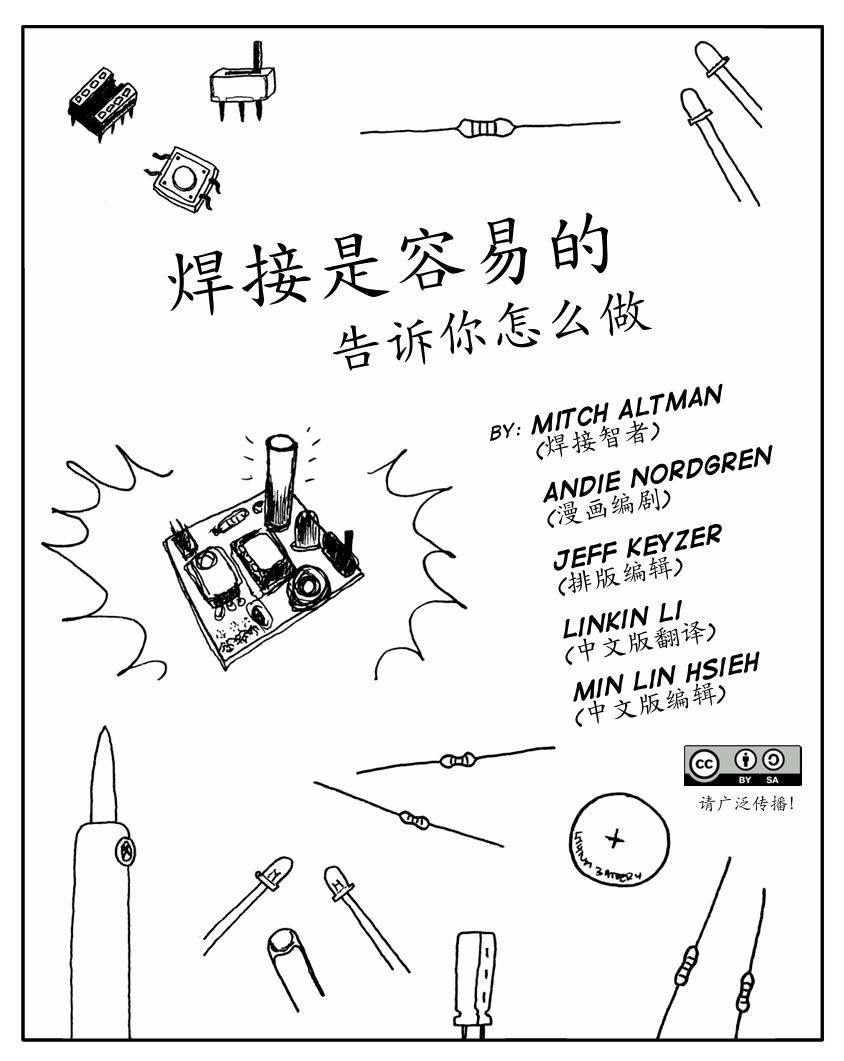 焊接是容易的
告诉你怎么做
BY: MITCH ALTMAN
(焊接智者)
ANDIE NORDGREN
(漫画编剧)
JEFF KEYZER
(排版编辑)
LINKIN LI
(中文版翻译)
MIN LIN HSIEH
(中文版编辑)
CC BY SA
请广泛传播!